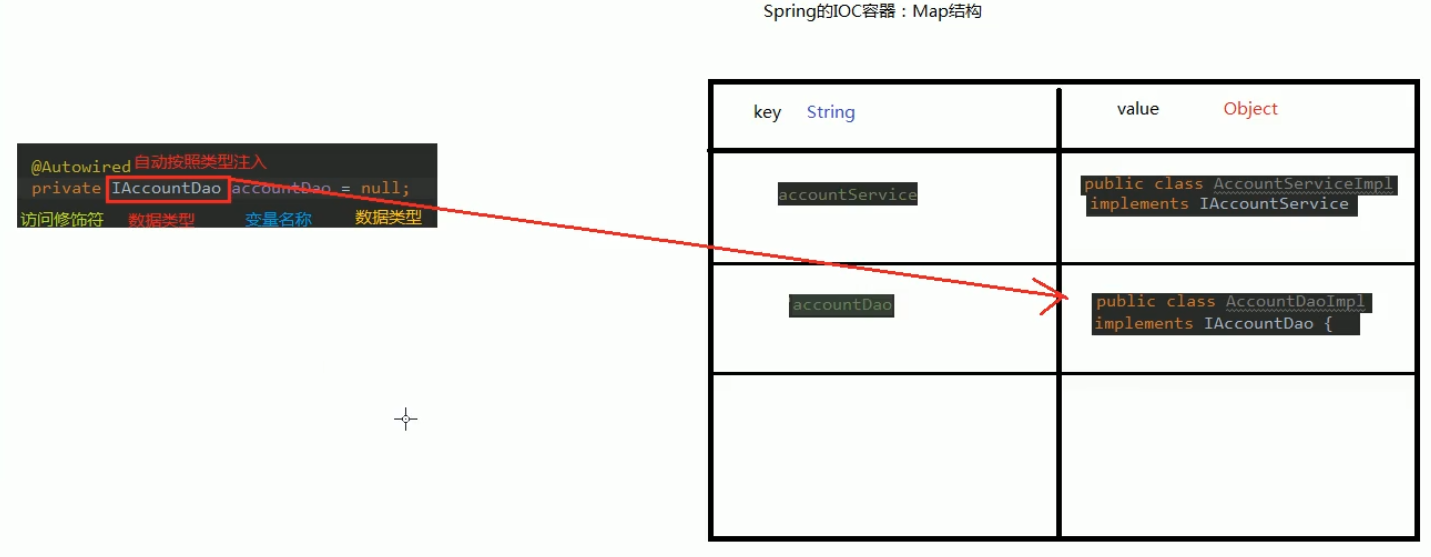 Spring的IOC容器：Map结构
key String value Object
@Autowired 自动按照类型注入
private IAccountDao accountDao = null;
访问修饰符 数据类型 变量名称 数据类型
accountService
public class AccountServiceImpl
implements IAccountService
accountDao
public class AccountDaoImpl
implements IAccountDao {